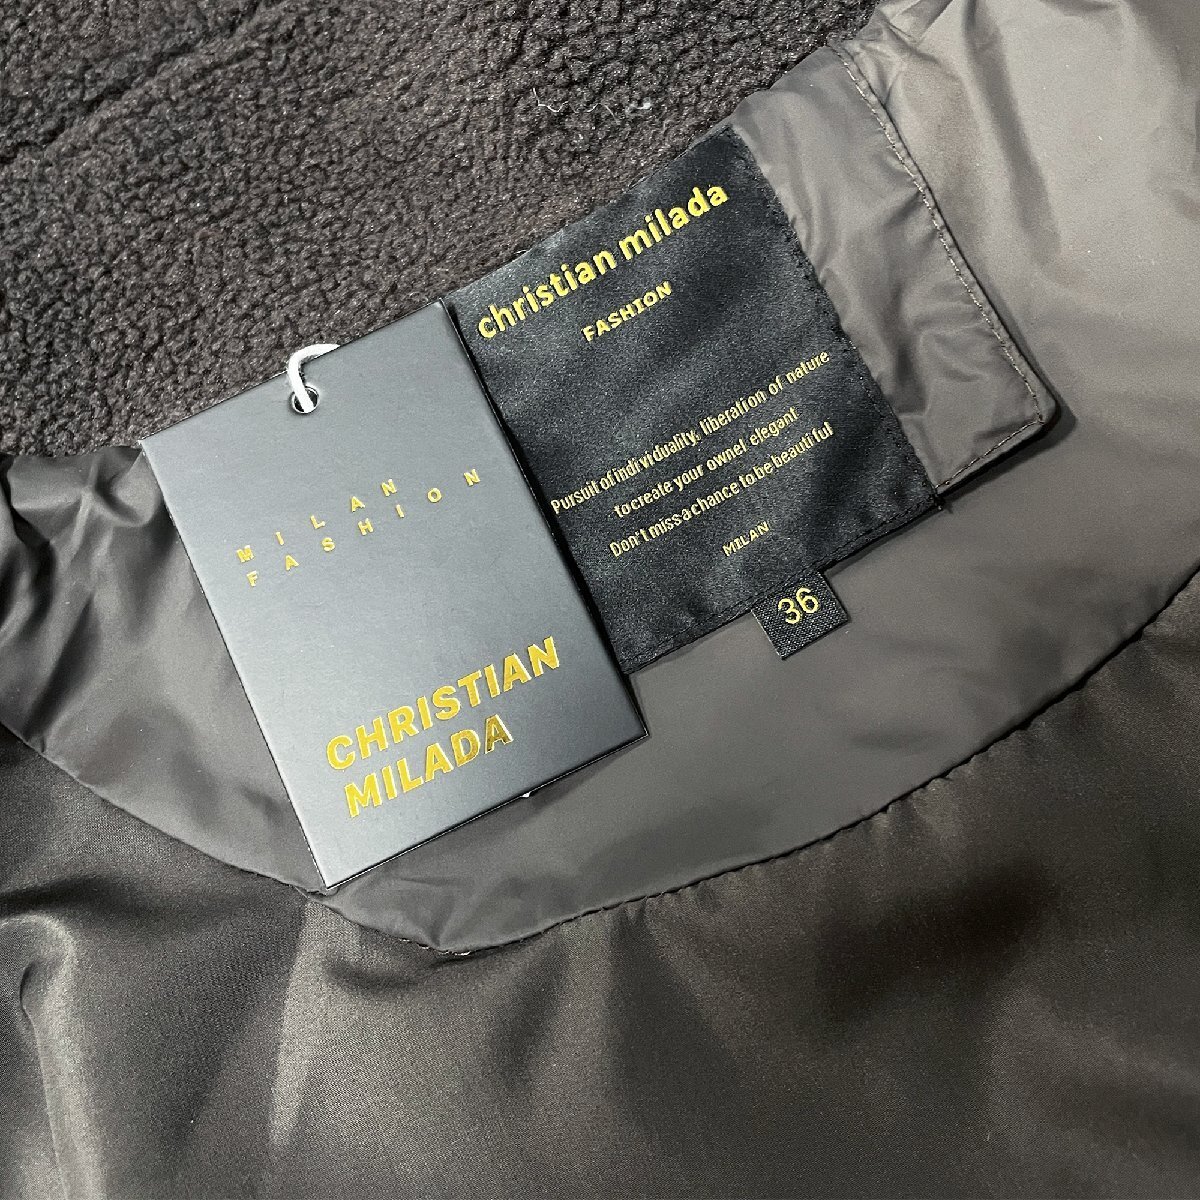 christian milada
FASHION
Pursuit of individuality, liberation of nature
to create your ownel elegant
Don't miss a chance to be beautiful
MILAN
36
MILAN
FASHION
CHRISTIAN
MILADA